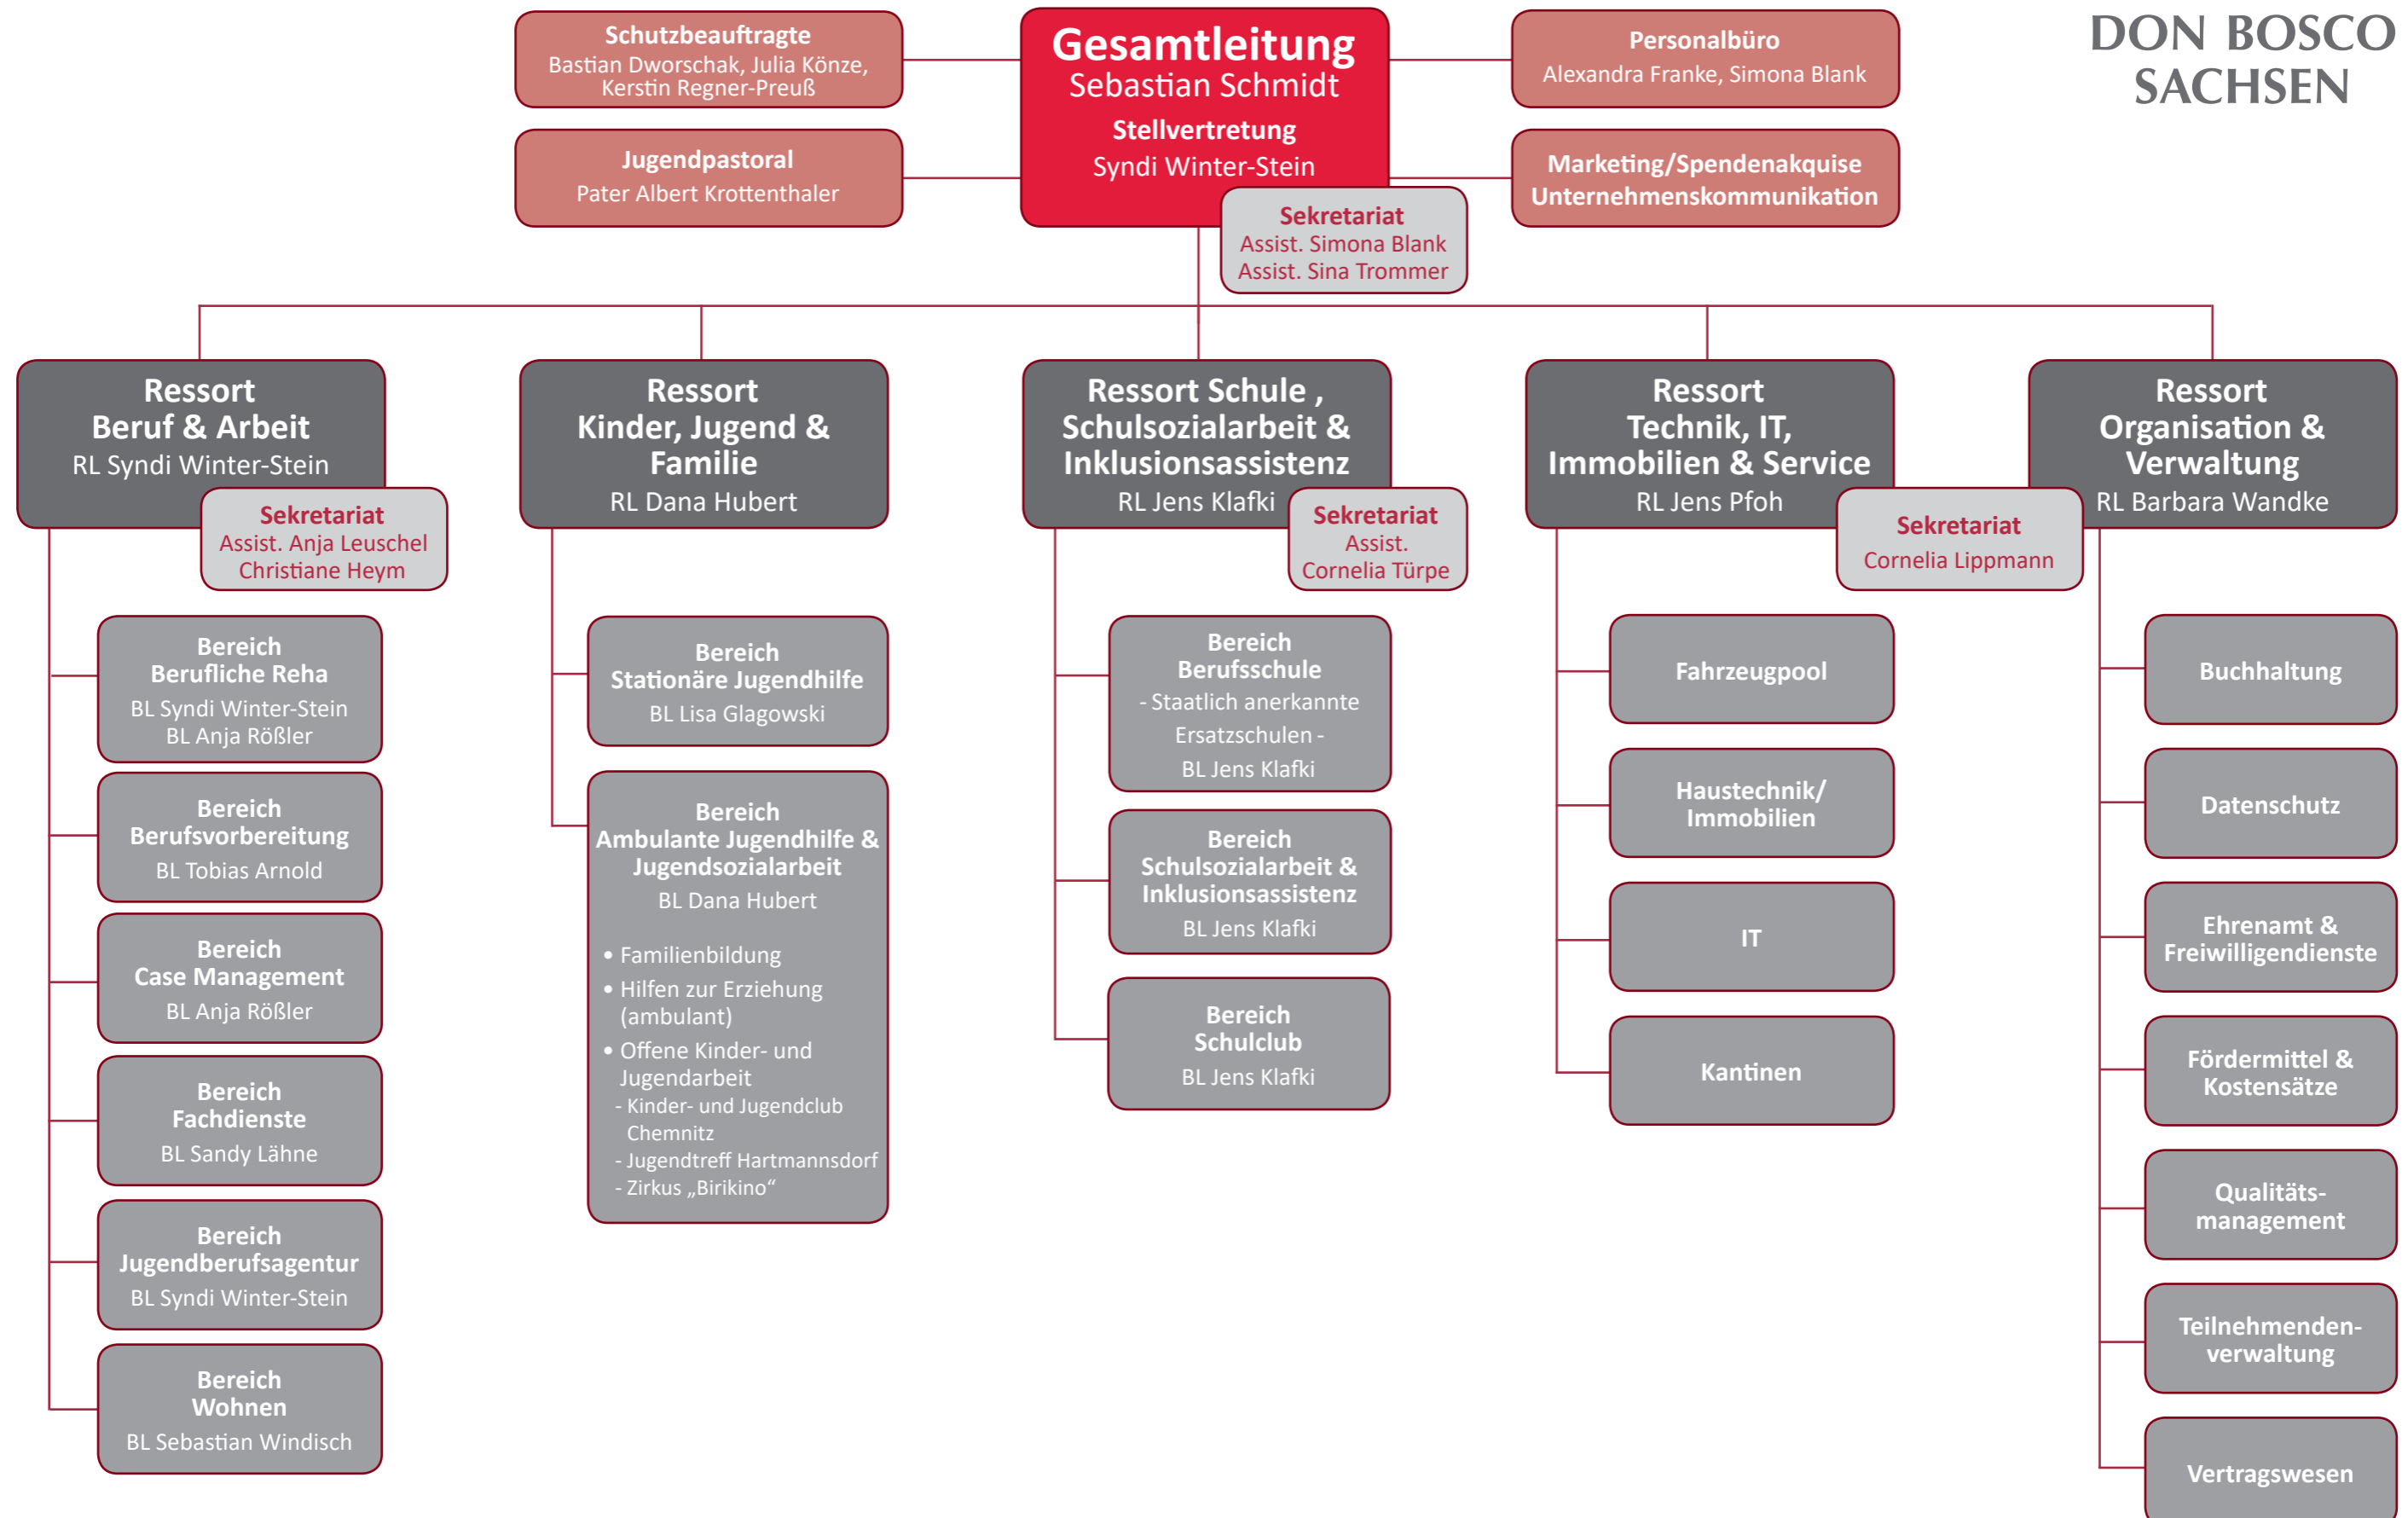 Schutzbeauftragte
Bastian Dworschak, Julia Könze,
Kerstin Regner-Preuß
Jugendpastoral
Pater Albert Krottenthaler
Gesamtleitung
Sebastian Schmidt
Stellvertretung
Syndi Winter-Stein
Sekretariat
Assist. Simona Blank
Assist. Sina Trommer
Personalbüro
Alexandra Franke, Simona Blank
Marketing/Spendenakquise
Unternehmenskommunikation
DON BOSCO
SACHSEN
Ressort
Beruf & Arbeit
RL Syndi Winter-Stein
Sekretariat
Assist. Anja Leuschel
Christiane Heym
Bereich
Berufliche Reha
BL Syndi Winter-Stein
BL Anja Rößler
Bereich
Berufsvorbereitung
BL Tobias Arnold
Bereich
Case Management
BL Anja Rößler
Bereich
Fachdienste
BL Sandy Lähne
Bereich
Jugendberufsagentur
BL Syndi Winter-Stein
Bereich
Wohnen
BL Sebastian Windisch
Ressort
Kinder, Jugend &
Familie
RL Dana Hubert
Bereich
Stationäre Jugendhilfe
BL Lisa Glagowski
Bereich
Ambulante Jugendhilfe &
Jugendsozialarbeit
BL Dana Hubert
• Familienbildung
• Hilfen zur Erziehung
(ambulant)
• Offene Kinder- und
Jugendarbeit
- Kinder- und Jugendclub
Chemnitz
- Jugendtreff Hartmannsdorf
- Zirkus „Birikino“
Ressort Schule ,
Schulsozialarbeit &
Inklusionsassistenz
RL Jens Klafki
Sekretariat
Assist.
Cornelia Türpe
Bereich
Berufsschule
- Staatlich anerkannte
Ersatzschulen -
BL Jens Klafki
Bereich
Schulsozialarbeit &
Inklusionsassistenz
BL Jens Klafki
Bereich
Schulclub
BL Jens Klafki
Ressort
Technik, IT,
Immobilien & Service
RL Jens Pfoh
Sekretariat
Cornelia Lippmann
Fahrzeugpool
Haustechnik/
Immobilien
IT
Kantinen
Ressort
Organisation &
Verwaltung
RL Barbara Wandke
Buchhaltung
Datenschutz
Ehrenamt &
Freiwilligendienste
Fördermittel &
Kostensätze
Qualitäts-
management
Teilnehmenden-
verwaltung
Vertragswesen